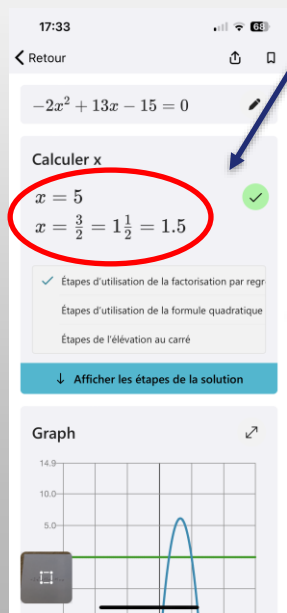 17:33
68
Retour
−2x² + 13x − 15 = 0
Calculer x
x = 5
x = 3/2 = 1 1/2 = 1.5
Étapes d'utilisation de la factorisation par regr
Étapes d'utilisation de la formule quadratique
Étapes de l'élévation au carré
↓ Afficher les étapes de la solution
Graph
14.9
10.0
5.0